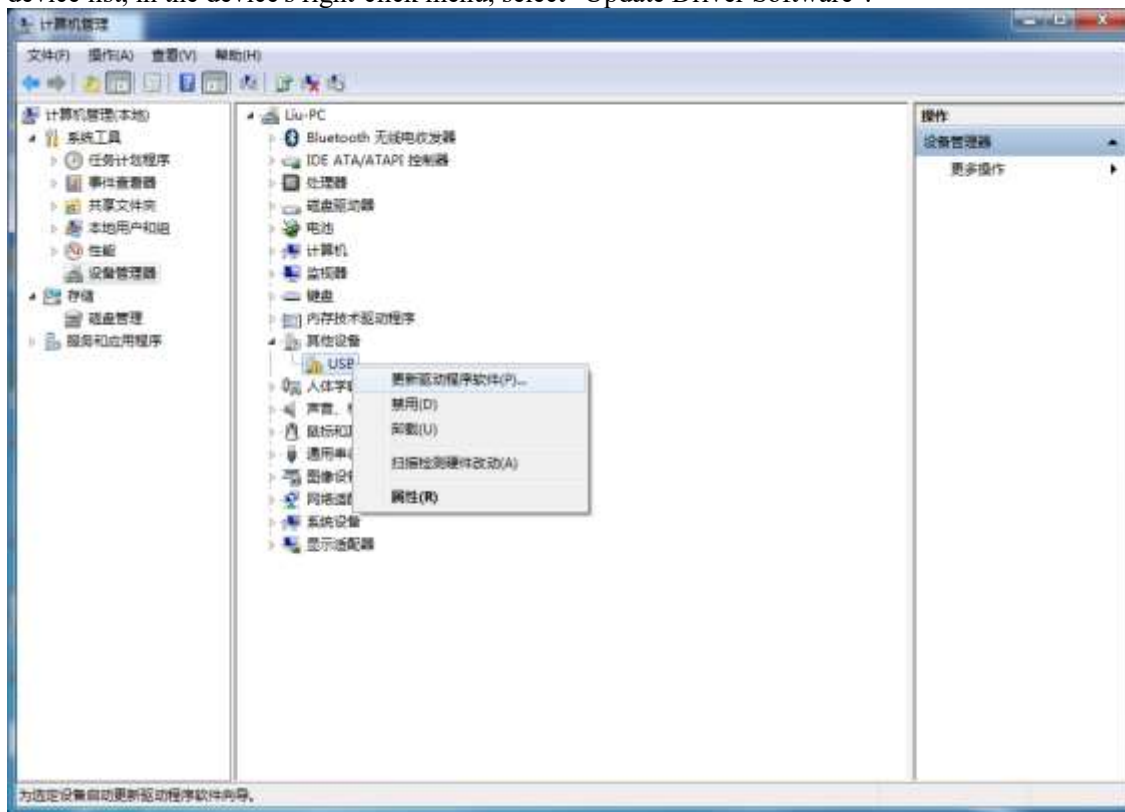 device list, in the device's right-click menu, select "Update Driver Software".
计算机管理
文件(F) 操作(A) 查看(V) 帮助(H)
计算机管理(本地)
系统工具
任务计划程序
事件查看器
共享文件夹
本地用户和组
性能
设备管理器
存储
磁盘管理
服务和应用程序
Liu-PC
Bluetooth 无线电收发器
IDE ATA/ATAPI 控制器
处理器
磁盘驱动器
电池
计算机
监视器
键盘
内存技术驱动程序
其他设备
USB
人体学
声音、
鼠标和
通用串
图像设
网络适
系统设备
显示适配器
更新驱动程序软件(P)...
禁用(D)
卸载(U)
扫描检测硬件改动(A)
属性(R)
操作
设备管理器
更多操作
为选定设备启动更新驱动程序软件向导。